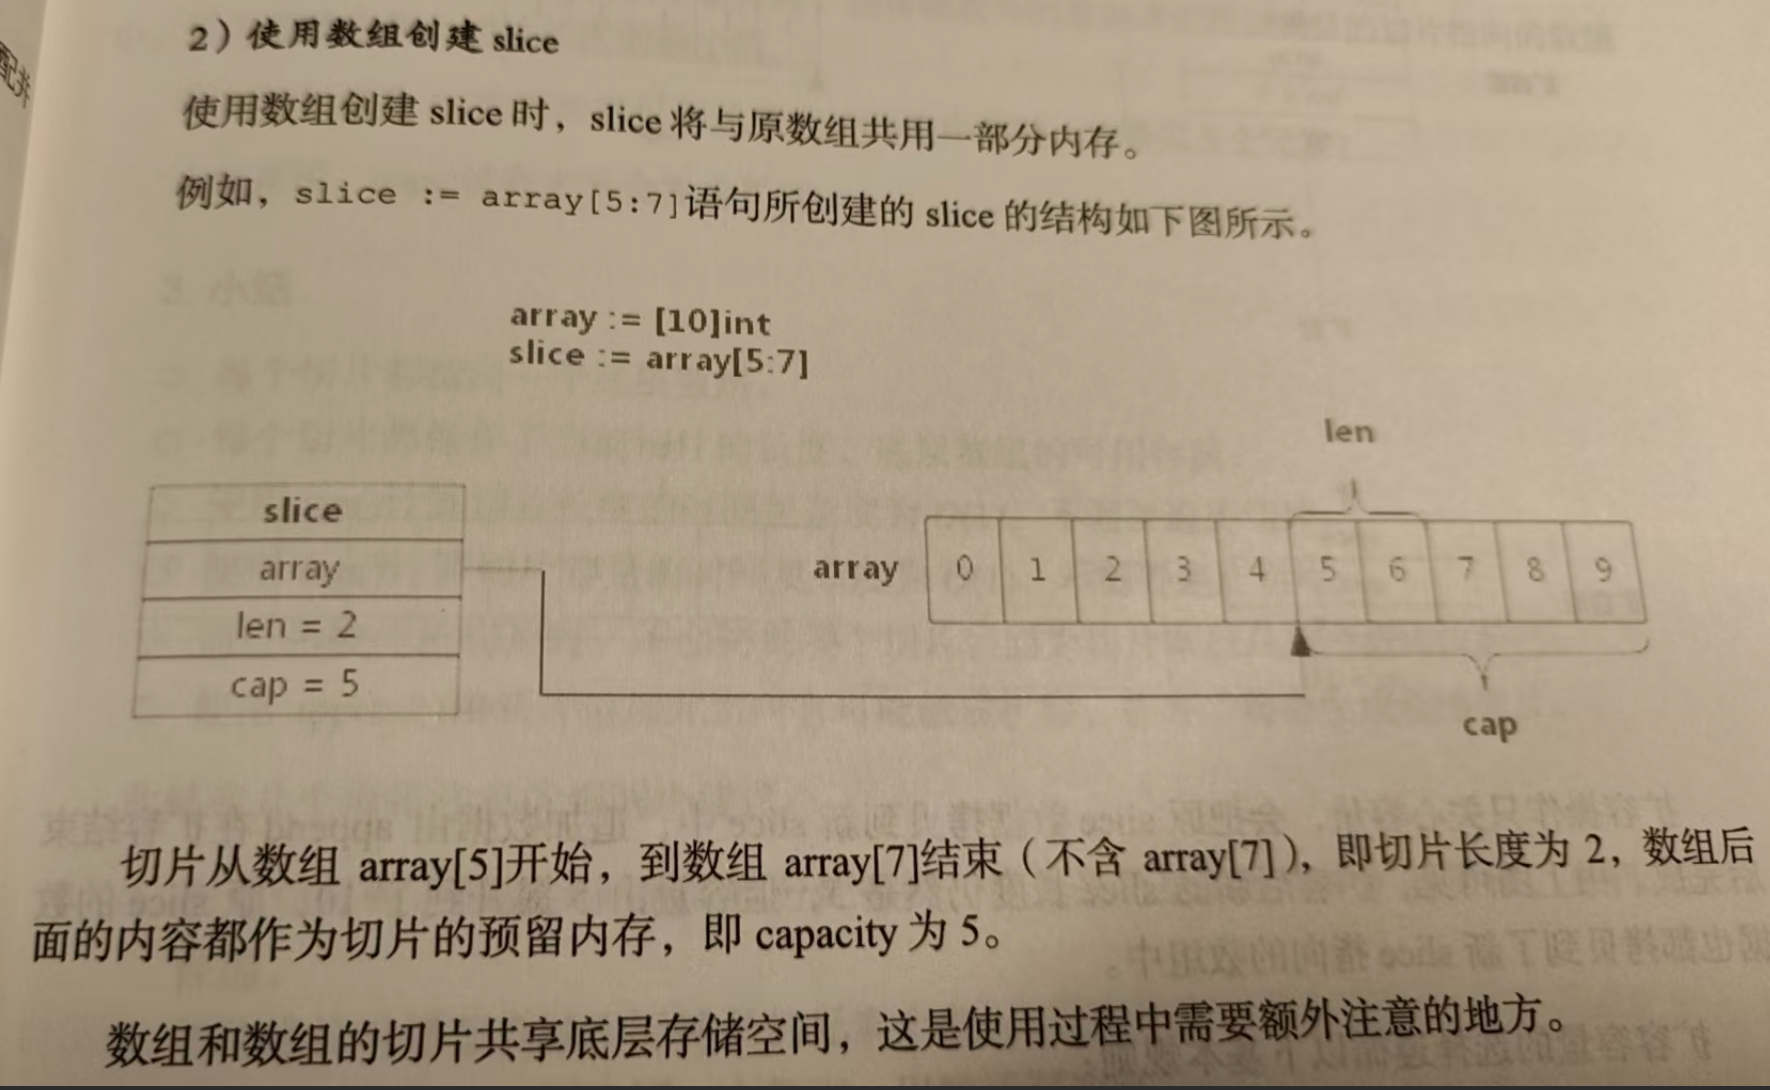 配并
2）使用数组创建 slice
使用数组创建 slice 时，slice 将与原数组共用一部分内存。
例如，slice := array[5:7]语句所创建的 slice 的结构如下图所示。
array := [10]int
slice := array[5:7]
len
slice
array
len = 2
cap = 5
array 0 1 2 3 4 5 6 7 8 9
cap
切片从数组 array[5]开始，到数组 array[7]结束（不含 array[7]），即切片长度为 2，数组后
面的内容都作为切片的预留内存，即 capacity 为 5。
数组和数组的切片共享底层存储空间，这是使用过程中需要额外注意的地方。